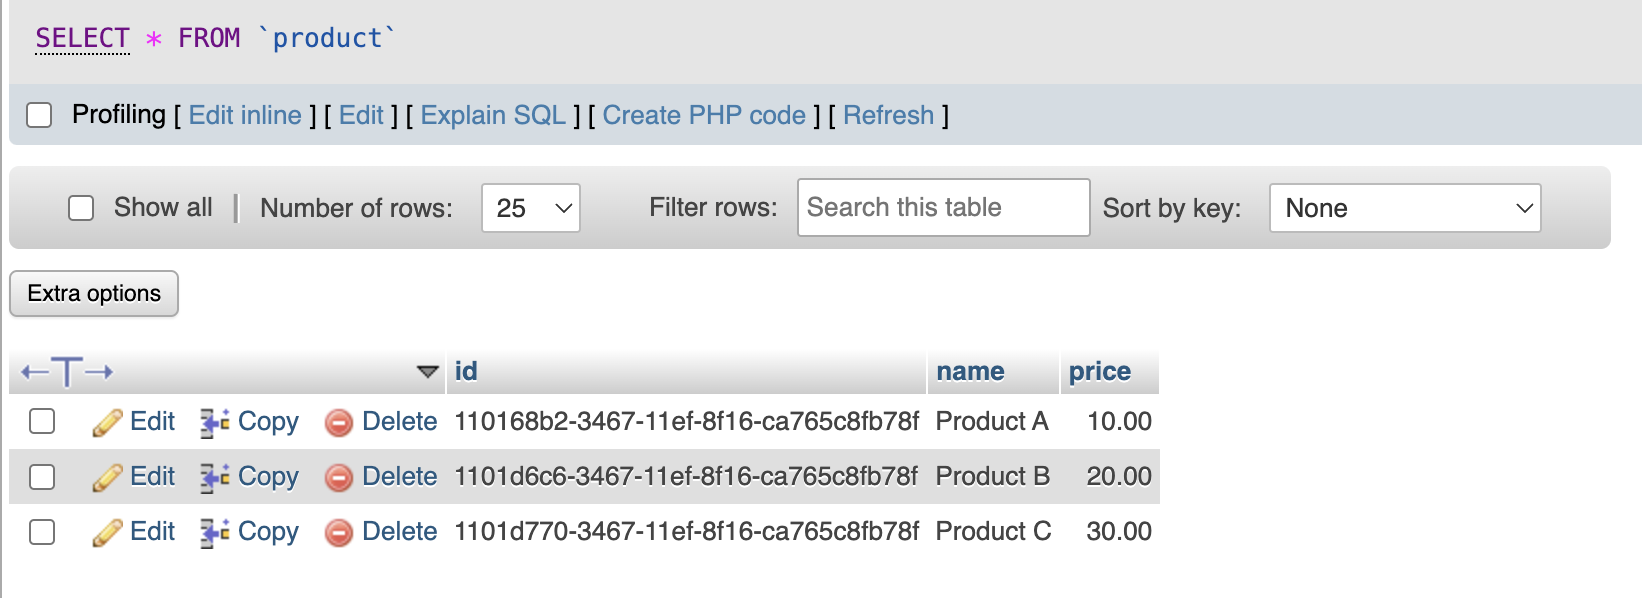 SELECT * FROM `product`
Profiling [ Edit inline ] [ Edit ] [ Explain SQL ] [ Create PHP code ] [ Refresh ]
Show all | Number of rows: 25 Filter rows: Search this table Sort by key: None
Extra options
id name price
Edit Copy Delete 110168b2-3467-11ef-8f16-ca765c8fb78f Product A 10.00
Edit Copy Delete 1101d6c6-3467-11ef-8f16-ca765c8fb78f Product B 20.00
Edit Copy Delete 1101d770-3467-11ef-8f16-ca765c8fb78f Product C 30.00